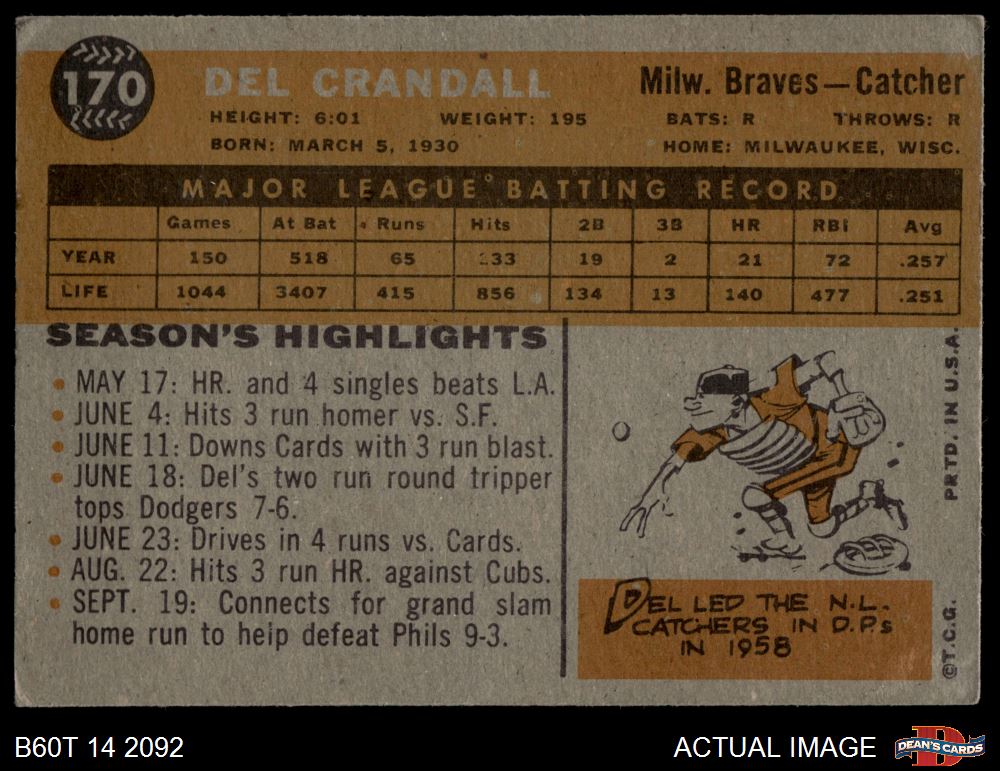 170
DEL CRANDALL
Milw. Braves—Catcher
HEIGHT: 6:01 WEIGHT: 195 BATS: R THROWS: R
BORN: MARCH 5, 1930 HOME: MILWAUKEE, WISC.
MAJOR LEAGUE BATTING RECORD
Games At Bat Runs Hits 2B 3B HR RBI Avg
YEAR 150 518 65 133 19 2 21 72 .257
LIFE 1044 3407 415 856 134 13 140 477 .251
SEASON'S HIGHLIGHTS
• MAY 17: HR. and 4 singles beats L.A.
• JUNE 4: Hits 3 run homer vs. S.F.
• JUNE 11: Downs Cards with 3 run blast.
• JUNE 18: Del's two run round tripper
tops Dodgers 7-6.
• JUNE 23: Drives in 4 runs vs. Cards.
• AUG. 22: Hits 3 run HR. against Cubs.
• SEPT. 19: Connects for grand slam
home run to help defeat Phils 9-3.
DEL LED THE N.L.
CATCHERS IN D.P.s
IN 1958
©T.C.G. PRTD. IN U.S.A.
B60T 14 2092
ACTUAL IMAGE
DEAN'S CARDS